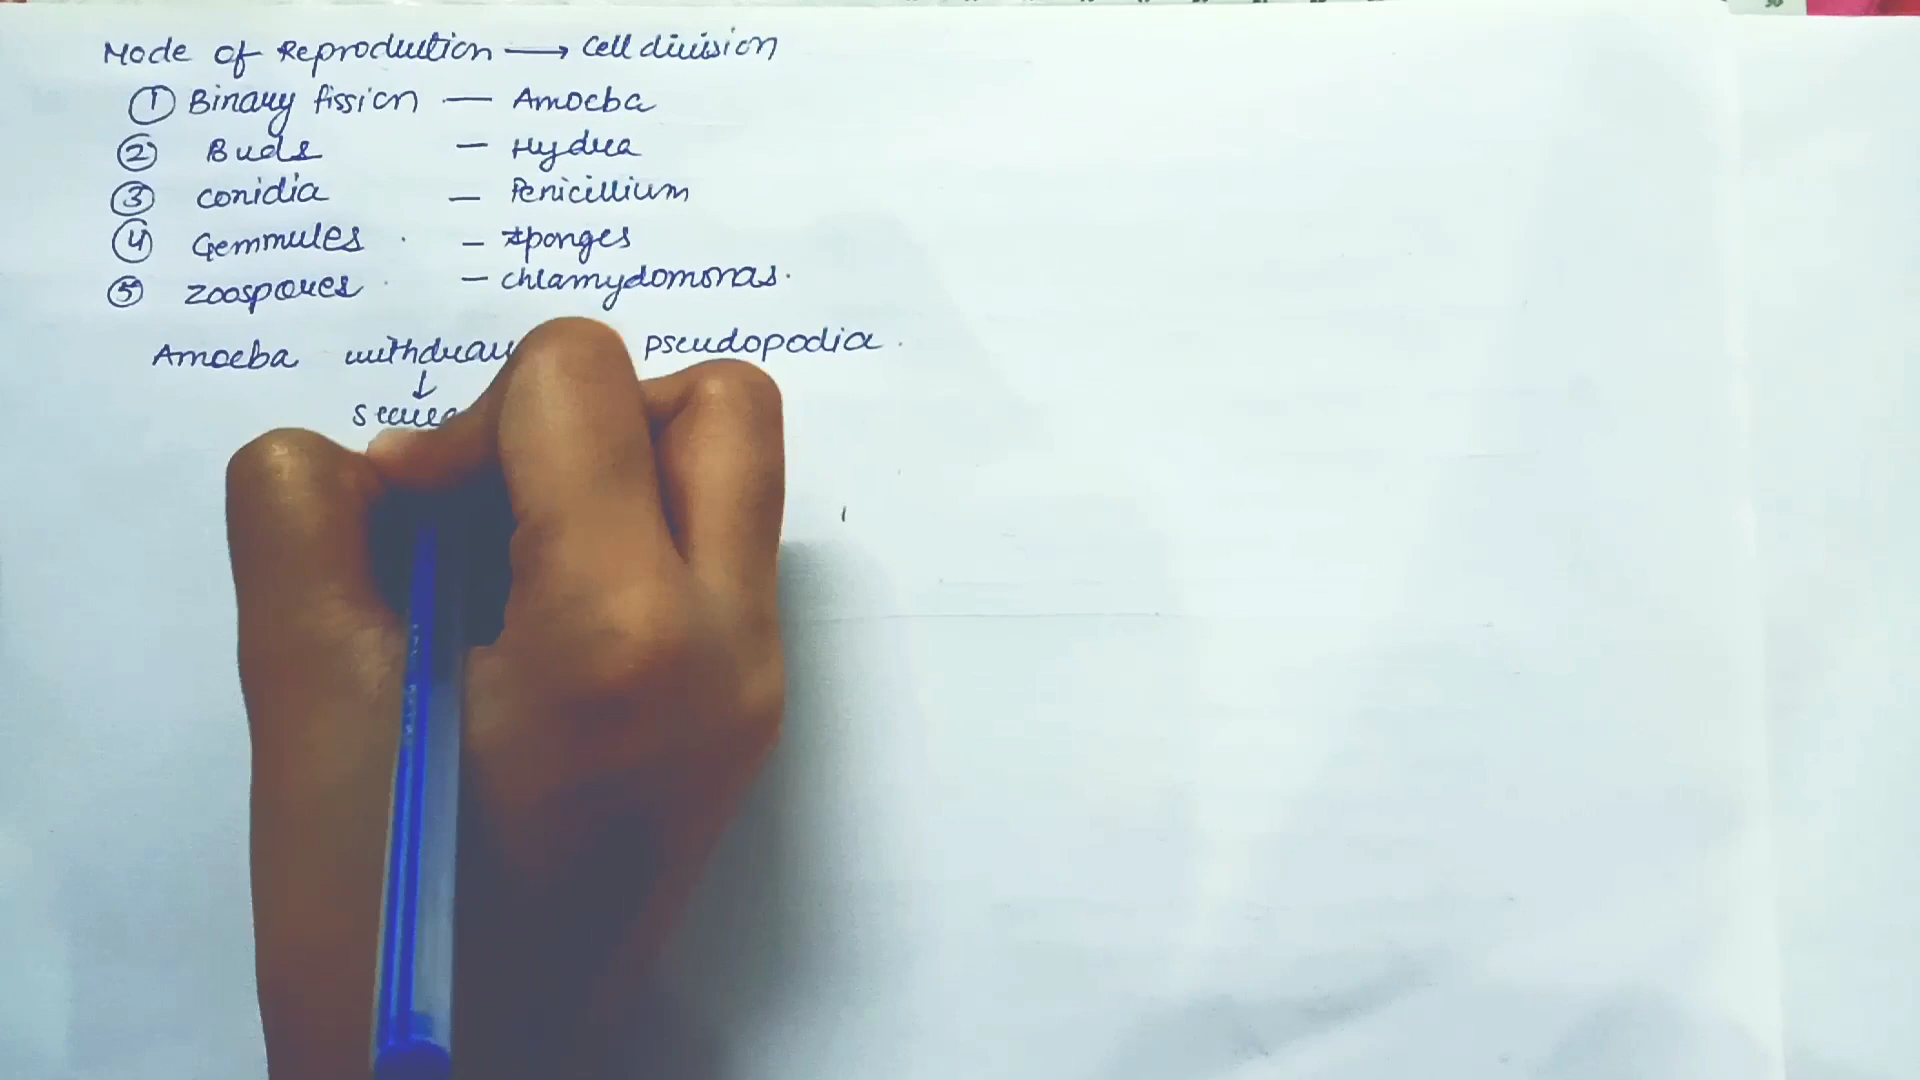 Mode of Reproduction → Cell division
① Binary fission — Amoeba
② Buds — Hydra
③ conidia — Penicillium
④ Gemmules — sponges
⑤ zoospores — chlamydomonas.
Amoeba pseudopodia.
↓